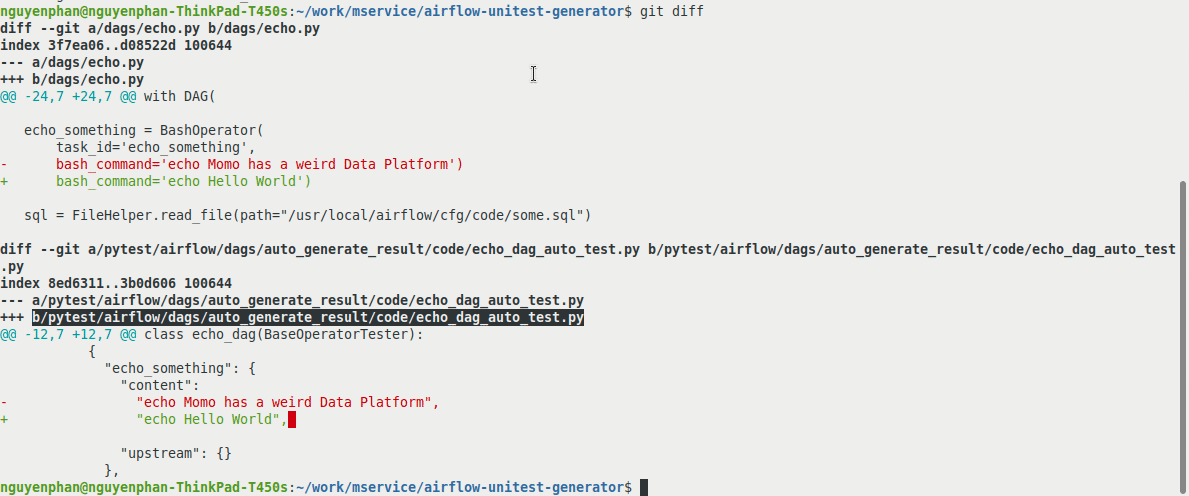 nguyenphan@nguyenphan-ThinkPad-T450s:~/work/mservice/airflow-unitest-generator$ git diff
diff --git a/dags/echo.py b/dags/echo.py
index 3f7ea06..d08522d 100644
--- a/dags/echo.py
+++ b/dags/echo.py
@@ -24,7 +24,7 @@ with DAG(
   echo_something = BashOperator(
       task_id='echo_something',
-      bash_command='echo Momo has a weird Data Platform')
+      bash_command='echo Hello World')
   sql = FileHelper.read_file(path="/usr/local/airflow/cfg/code/some.sql")
diff --git a/pytest/airflow/dags/auto_generate_result/code/echo_dag_auto_test.py b/pytest/airflow/dags/auto_generate_result/code/echo_dag_auto_test
.py
index 8ed6311..3b0d606 100644
--- a/pytest/airflow/dags/auto_generate_result/code/echo_dag_auto_test.py
+++ b/pytest/airflow/dags/auto_generate_result/code/echo_dag_auto_test.py
@@ -12,7 +12,7 @@ class echo_dag(BaseOperatorTester):
           {
             "echo_something": {
               "content":
-                "echo Momo has a weird Data Platform",
+                "echo Hello World",
               "upstream": {}
             },
nguyenphan@nguyenphan-ThinkPad-T450s:~/work/mservice/airflow-unitest-generator$